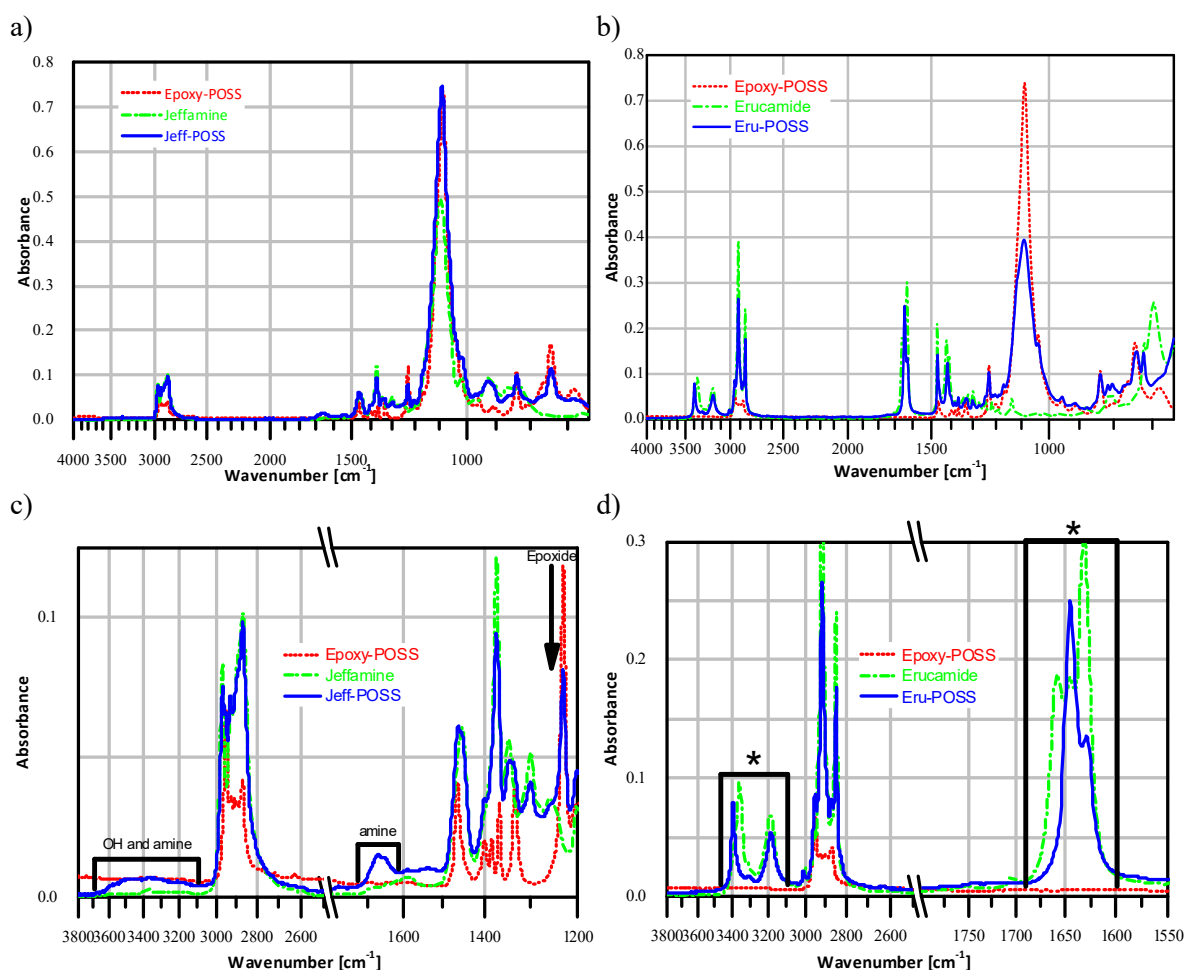 a)
0.8
0.7
0.6
0.5
0.4
0.3
0.2
0.1
0.0
Absorbance
Epoxy-POSS
Jeffamine
Jeff-POSS
4000 3500 3000 2500 2000 1500 1000
Wavenumber [cm-1]
b)
0.8
0.7
0.6
0.5
0.4
0.3
0.2
0.1
0.0
Absorbance
Epoxy-POSS
Erucamide
Eru-POSS
4000 3500 3000 2500 2000 1500 1000
Wavenumber [cm-1]
c)
0.1
0.0
Absorbance
Epoxide
Epoxy-POSS
Jeffamine
Jeff-POSS
OH and amine
amine
3800 3600 3400 3200 3000 2800 2600 1600 1400 1200
Wavenumber [cm-1]
d)
0.3
0.2
0.1
0.0
Absorbance
*
*
Epoxy-POSS
Erucamide
Eru-POSS
3800 3600 3400 3200 3000 2800 2600 1750 1700 1650 1600 1550
Wavenumber [cm-1]